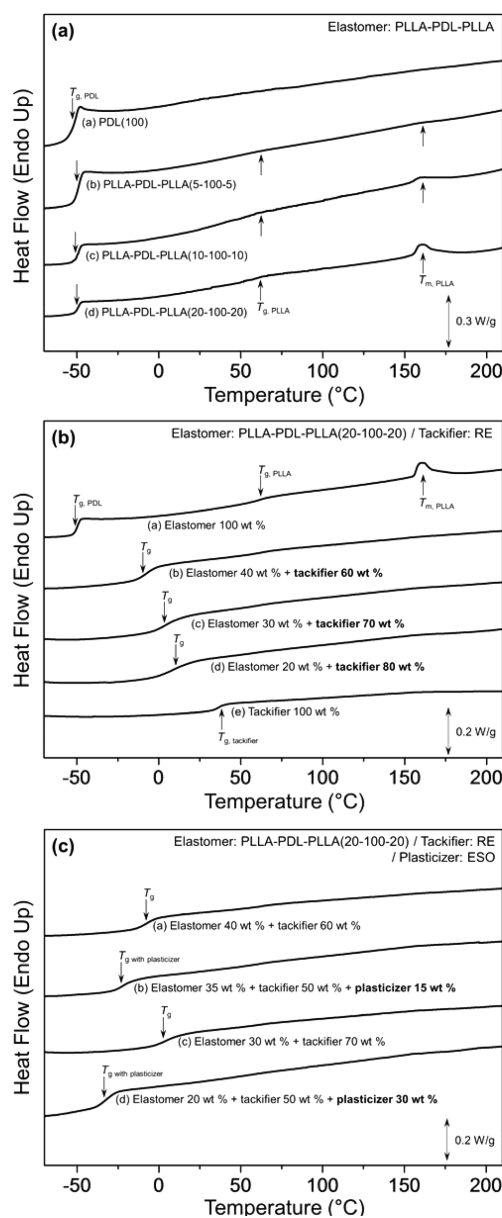 (a)
Elastomer: PLLA-PDL-PLLA
Heat Flow (Endo Up)
Tg, PDL
(a) PDL(100)
(b) PLLA-PDL-PLLA(5-100-5)
(c) PLLA-PDL-PLLA(10-100-10)
(d) PLLA-PDL-PLLA(20-100-20)
Tg, PLLA
Tm, PLLA
0.3 W/g
-50 0 50 100 150 200
Temperature (°C)
(b)
Elastomer: PLLA-PDL-PLLA(20-100-20) / Tackifier: RE
Heat Flow (Endo Up)
Tg, PDL
Tg, PLLA
Tm, PLLA
(a) Elastomer 100 wt %
Tg
(b) Elastomer 40 wt % + tackifier 60 wt %
Tg
(c) Elastomer 30 wt % + tackifier 70 wt %
Tg
(d) Elastomer 20 wt % + tackifier 80 wt %
(e) Tackifier 100 wt %
Tg, tackifier
0.2 W/g
-50 0 50 100 150 200
Temperature (°C)
(c)
Elastomer: PLLA-PDL-PLLA(20-100-20) / Tackifier: RE
/ Plasticizer: ESO
Heat Flow (Endo Up)
Tg
(a) Elastomer 40 wt % + tackifier 60 wt %
Tg with plasticizer
(b) Elastomer 35 wt % + tackifier 50 wt % + plasticizer 15 wt %
Tg
(c) Elastomer 30 wt % + tackifier 70 wt %
Tg with plasticizer
(d) Elastomer 20 wt % + tackifier 50 wt % + plasticizer 30 wt %
0.2 W/g
-50 0 50 100 150 200
Temperature (°C)